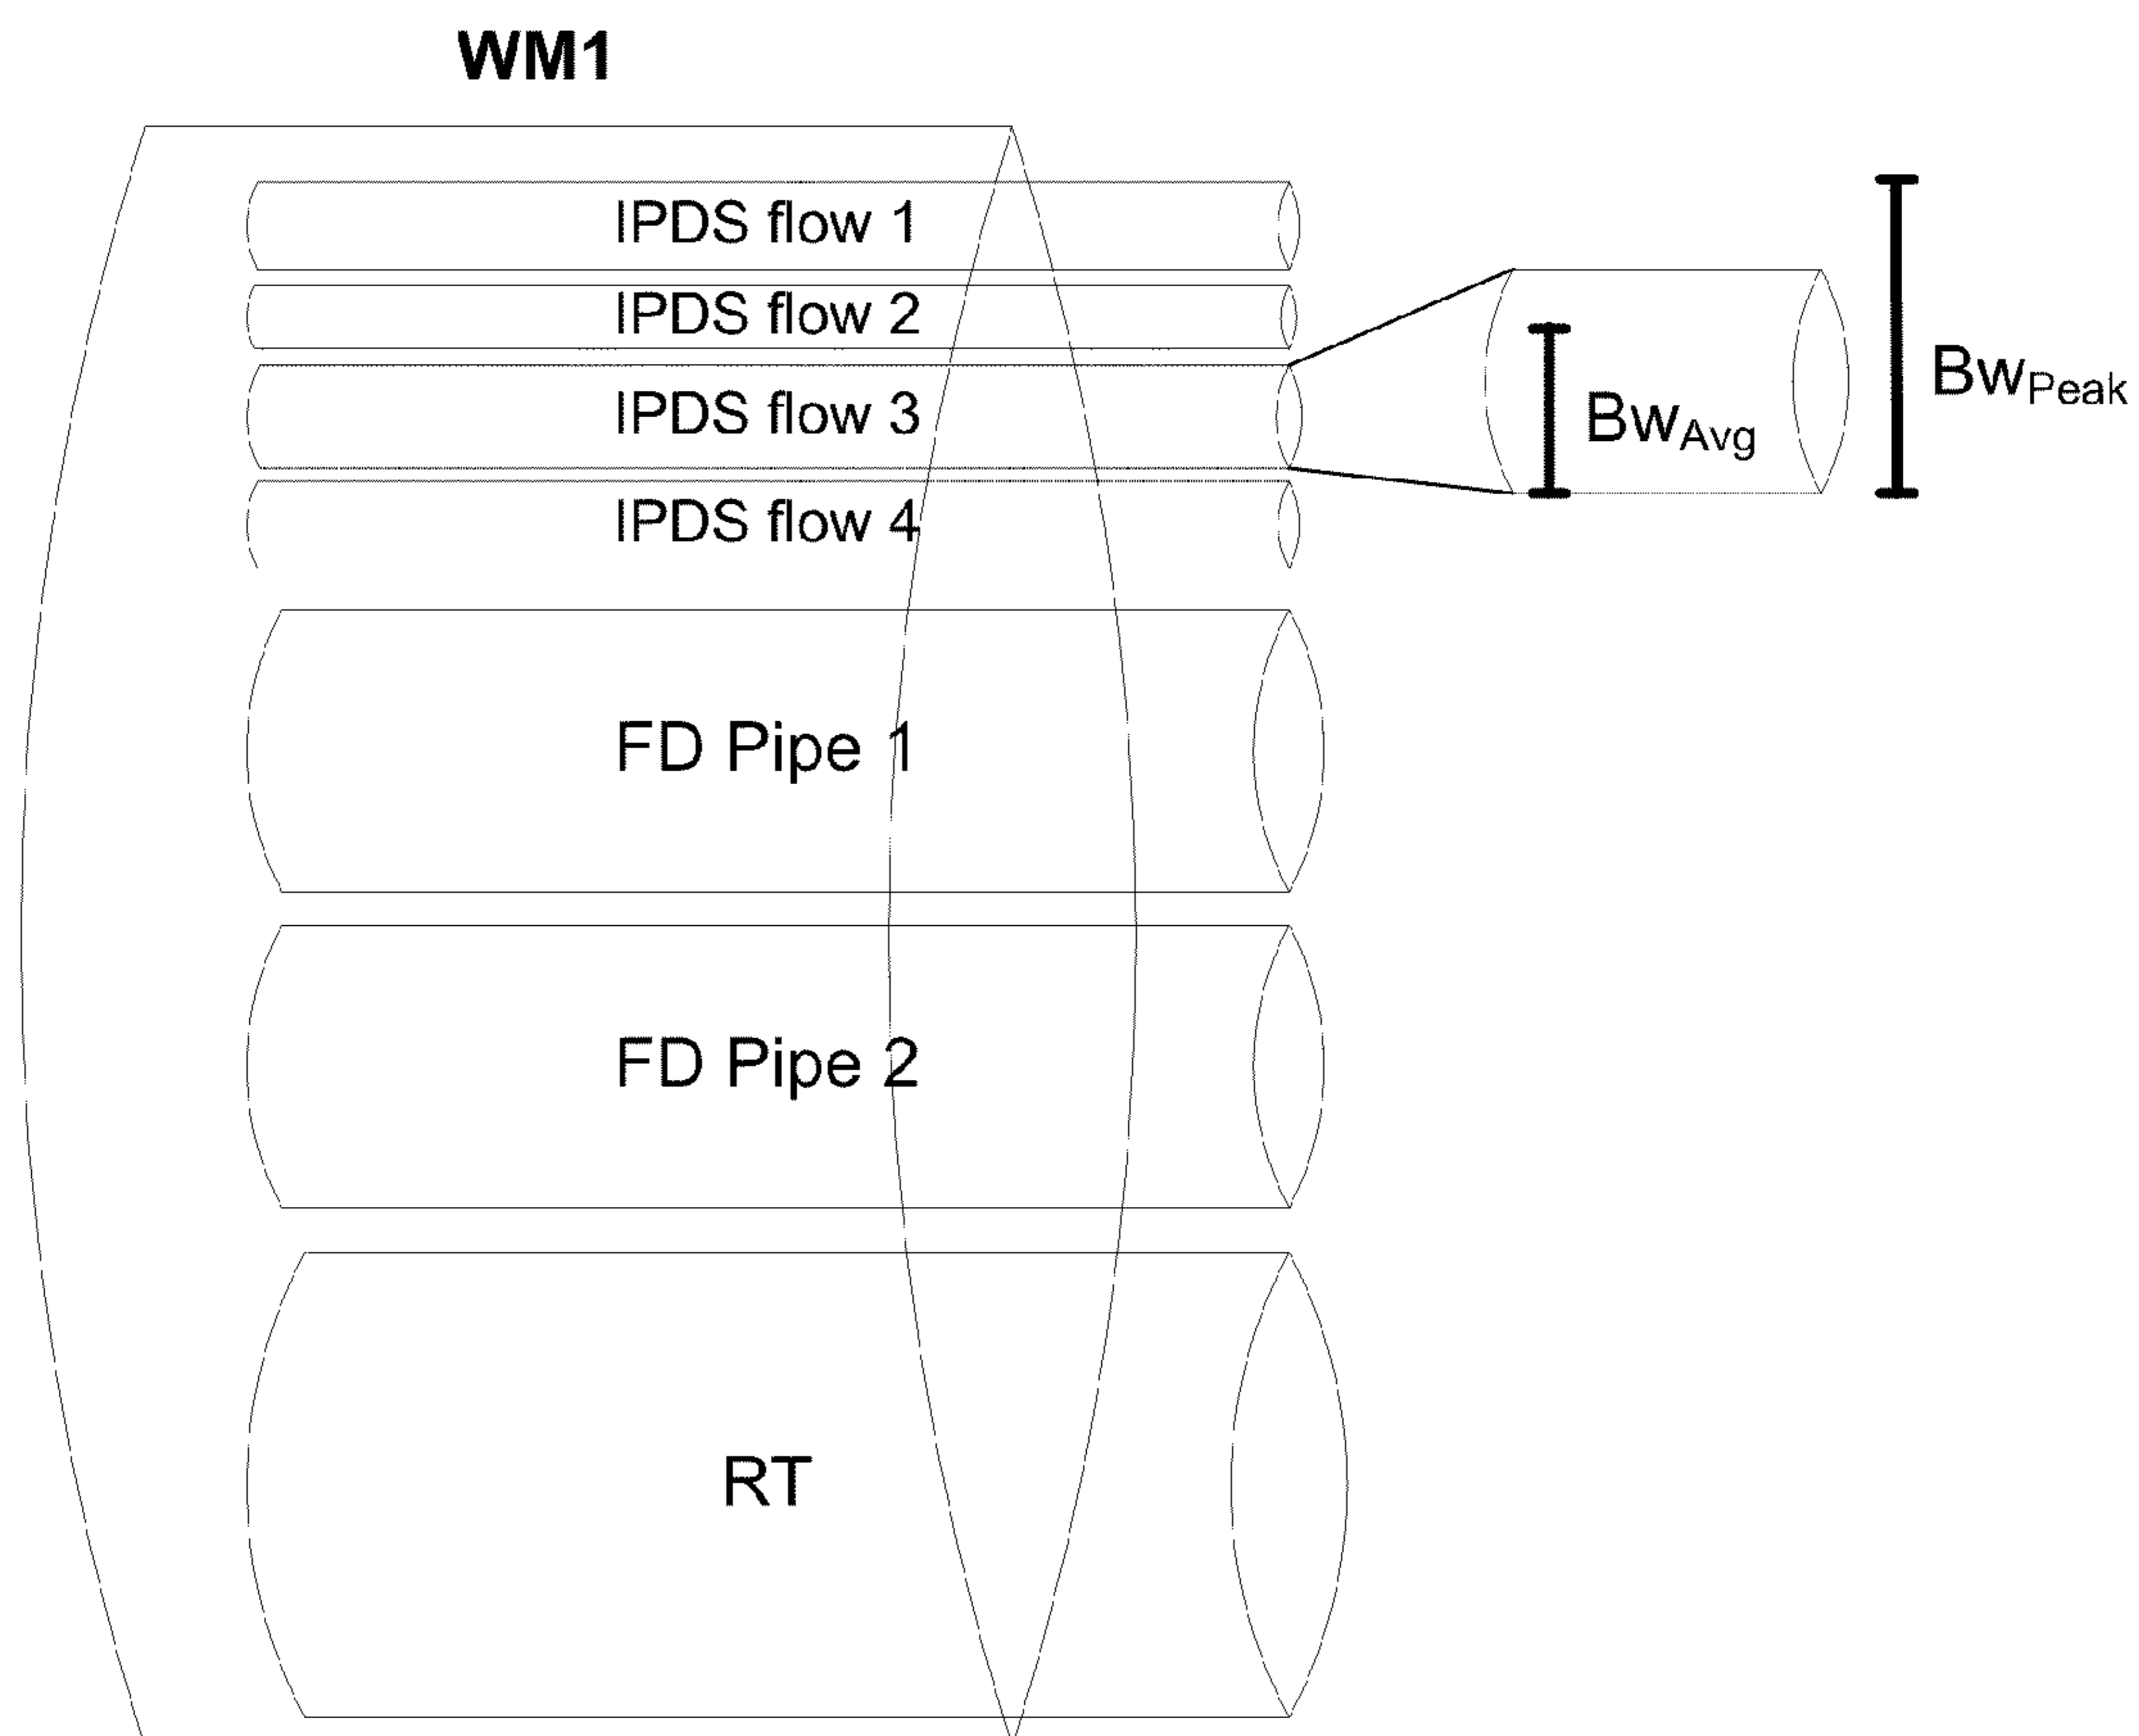 WM1
IPDS flow 1
IPDS flow 2
IPDS flow 3
IPDS flow 4
BwAvg
BwPeak
FD Pipe 1
FD Pipe 2
RT